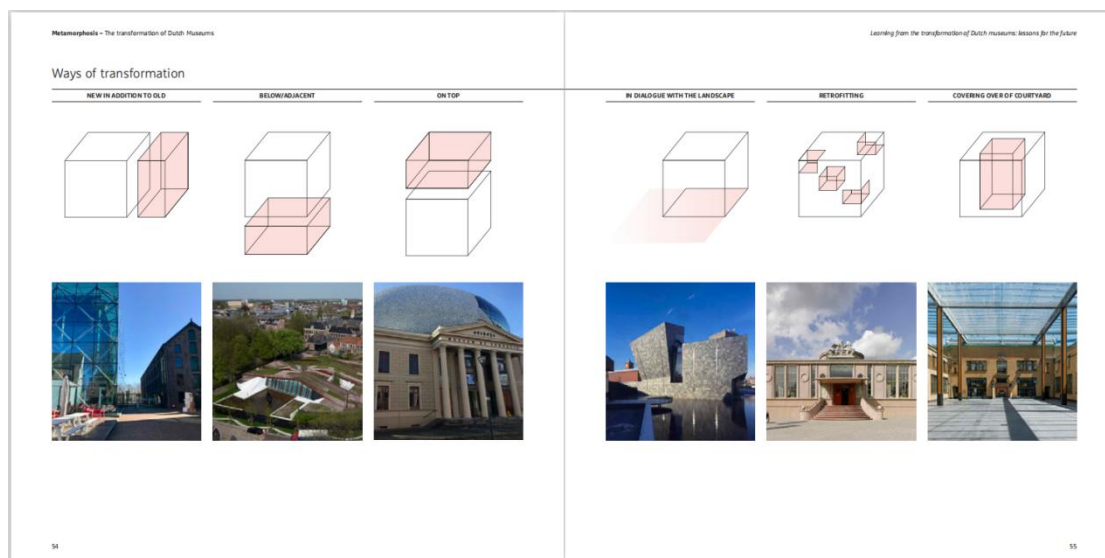 Metamorphosis – The transformation of Dutch Museums
Learning from the transformation of Dutch museums: lessons for the future
Ways of transformation
NEW IN ADDITION TO OLD
BELOW/ADJACENT
ON TOP
IN DIALOGUE WITH THE LANDSCAPE
RETROFITTING
COVERING OVER OF COURTYARD
54
55